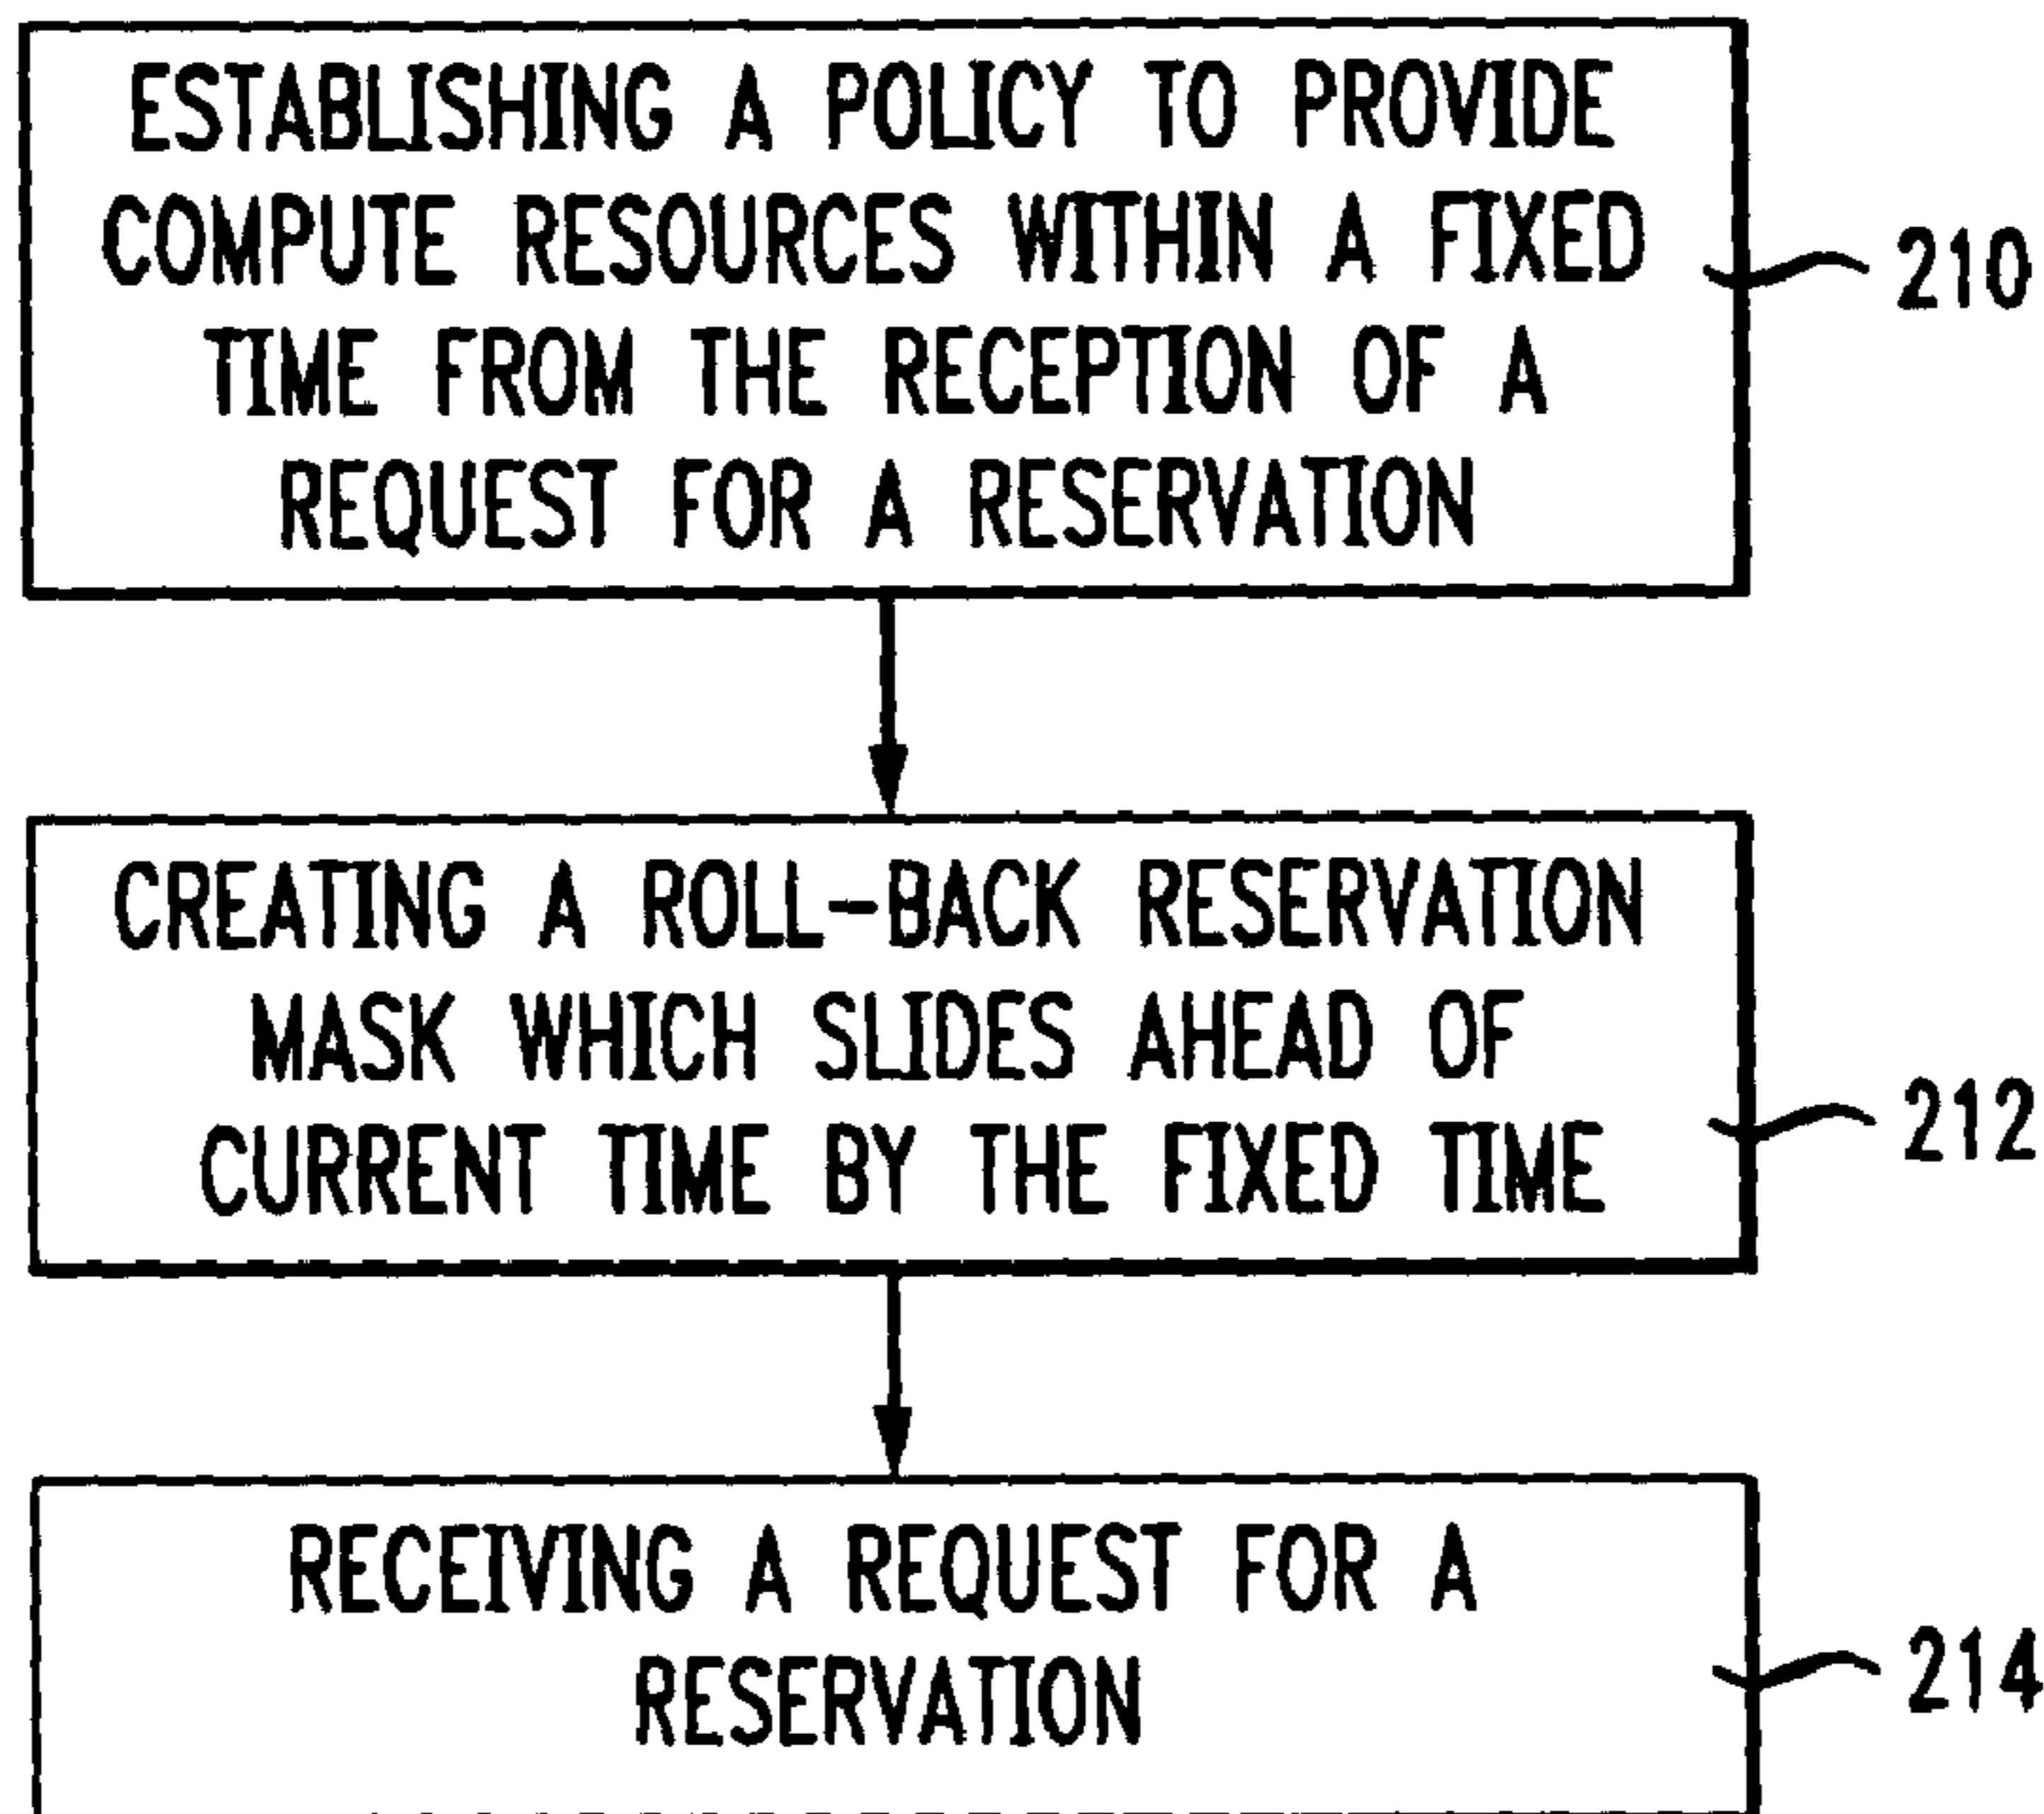 ESTABLISHING A POLICY TO PROVIDE
COMPUTE RESOURCES WITHIN A FIXED
TIME FROM THE RECEPTION OF A
REQUEST FOR A RESERVATION
210
CREATING A ROLL-BACK RESERVATION
MASK WHICH SLIDES AHEAD OF
CURRENT TIME BY THE FIXED TIME
212
RECEIVING A REQUEST FOR A
RESERVATION
214